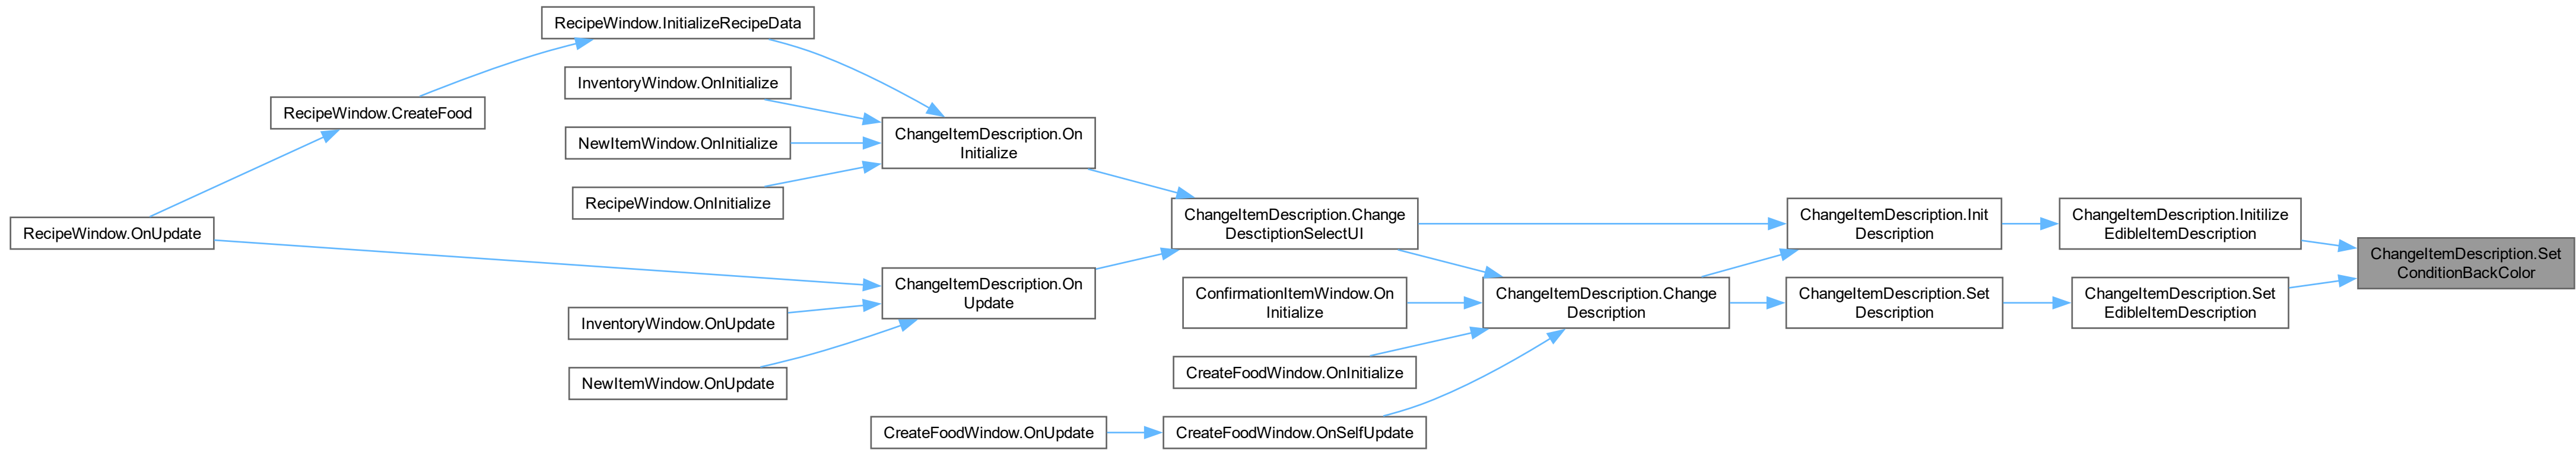 RecipeWindow.InitializeRecipeData
InventoryWindow.OnInitialize
RecipeWindow.CreateFood
ChangeItemDescription.On
Initialize
NewItemWindow.OnInitialize
RecipeWindow.OnInitialize
RecipeWindow.OnUpdate
ChangeItemDescription.Change
DesctiptionSelectUI
ChangeItemDescription.Init
Description
ChangeItemDescription.Initilize
EdibleItemDescription
ChangeItemDescription.Set
ConditionBackColor
ChangeItemDescription.On
Update
ConfirmationItemWindow.On
Initialize
ChangeItemDescription.Change
Description
ChangeItemDescription.Set
Description
ChangeItemDescription.Set
EdibleItemDescription
InventoryWindow.OnUpdate
NewItemWindow.OnUpdate
CreateFoodWindow.OnInitialize
CreateFoodWindow.OnUpdate
CreateFoodWindow.OnSelfUpdate